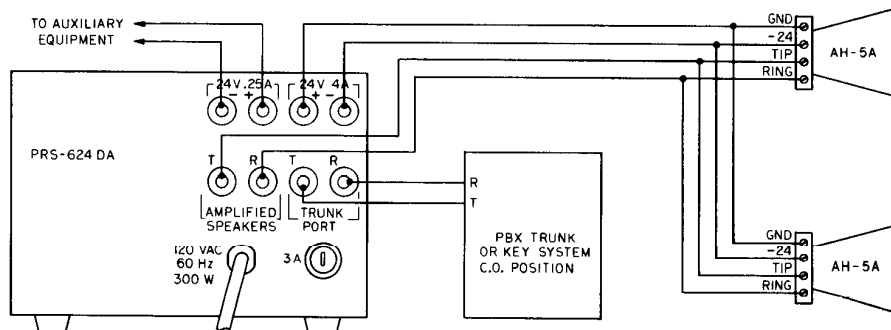 TO AUXILIARY
EQUIPMENT
24V .25A
- +
24V 4A
+ -
PRS-624 DA
T R T R
AMPLIFIED
SPEAKERS
TRUNK
PORT
120 VAC
60 Hz
300 W
3A
R
T
PBX TRUNK
OR KEY SYSTEM
C.O. POSITION
GND
-24
TIP
RING
AH-5A
GND
-24
TIP
RING
AH-5A